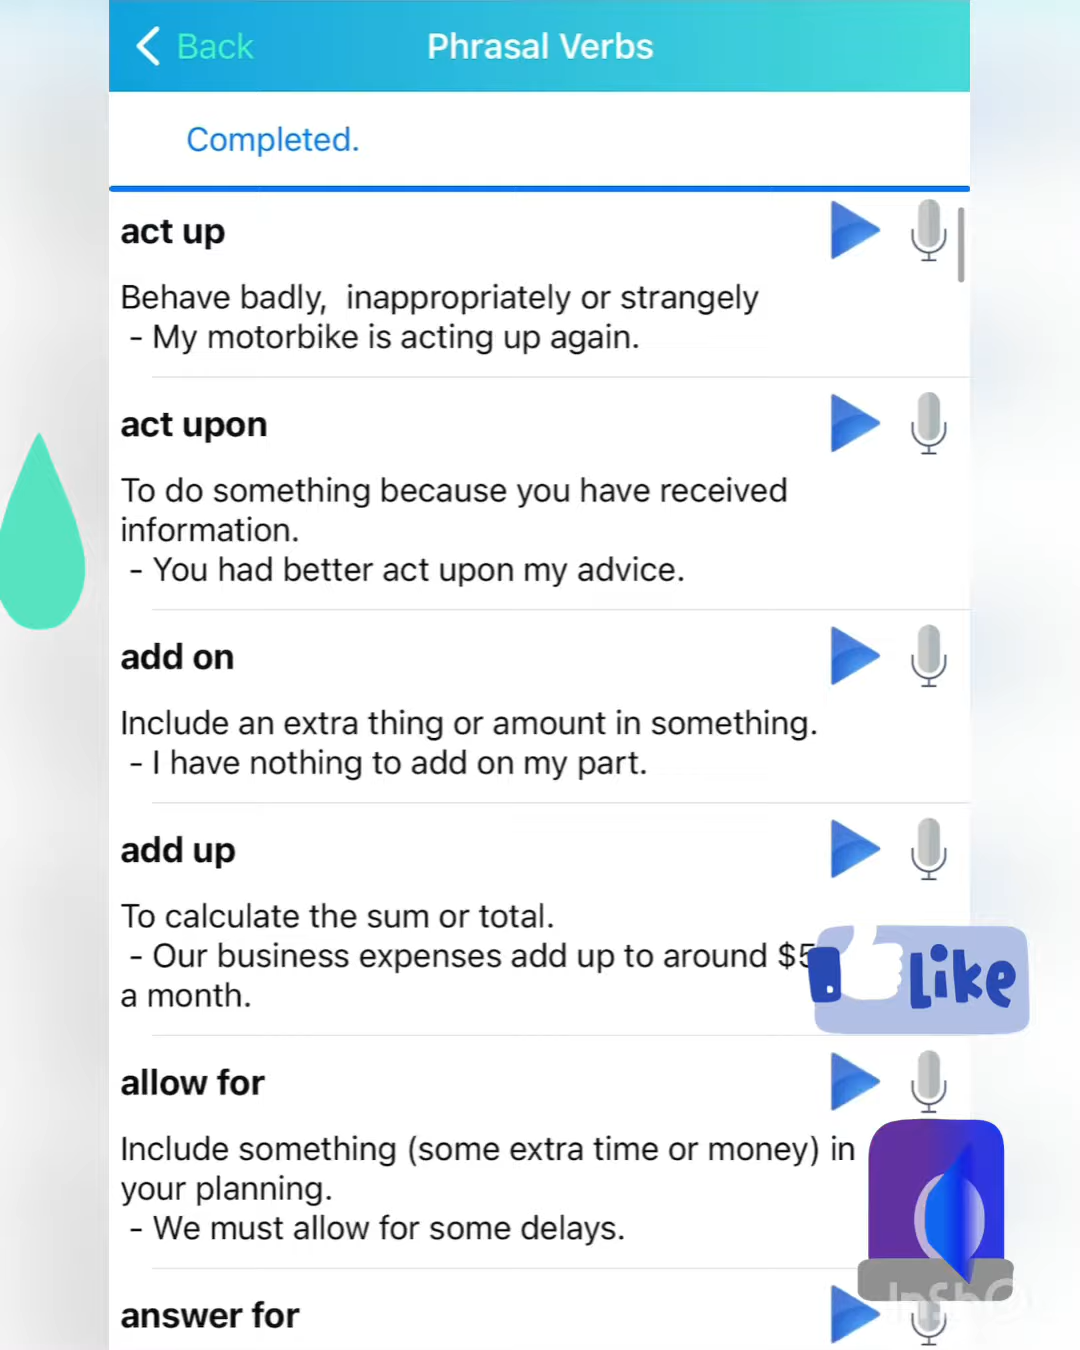 Back
Phrasal Verbs
Completed.
act up
Behave badly,  inappropriately or strangely
- My motorbike is acting up again.
act upon
To do something because you have received
information.
- You had better act upon my advice.
add on
Include an extra thing or amount in something.
- I have nothing to add on my part.
add up
To calculate the sum or total.
- Our business expenses add up to around
a month.
Like
allow for
Include something (some extra time or money) in
your planning.
- We must allow for some delays.
answer for
InShOt